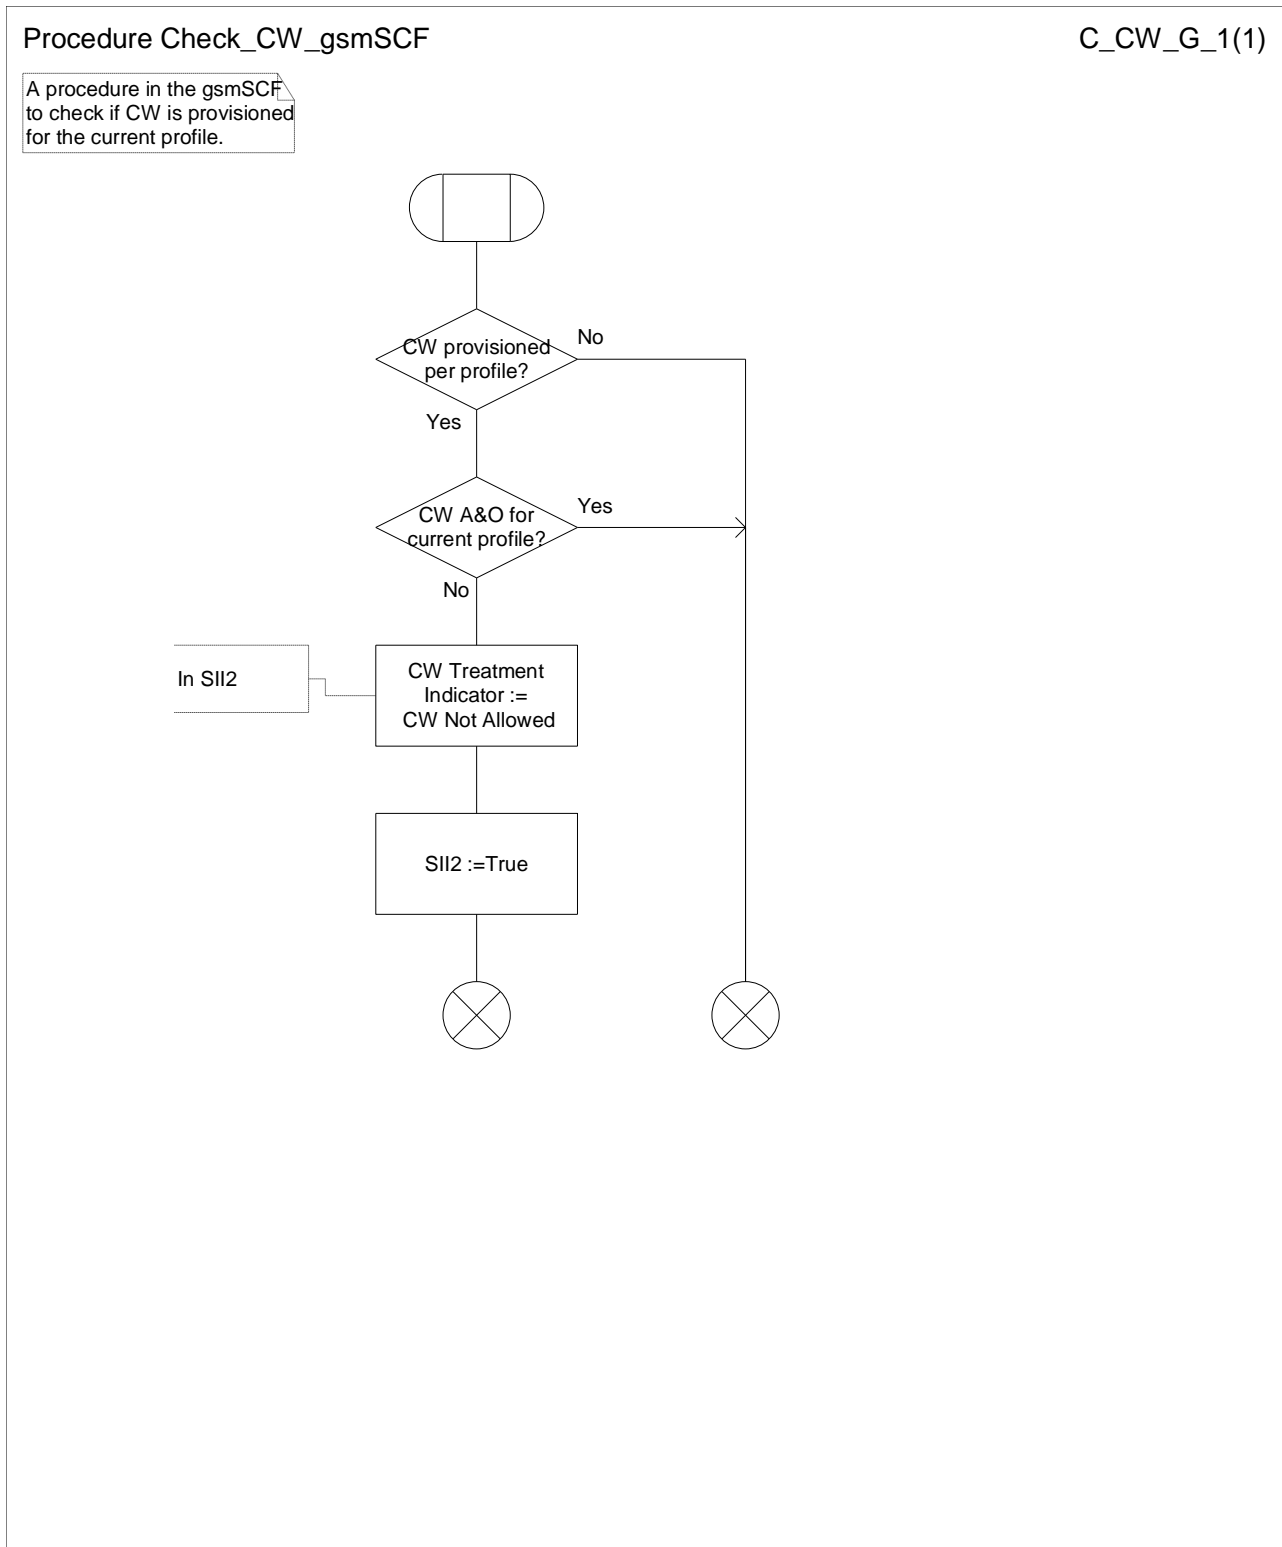 Procedure Check_CW_gsmSCF
C_CW_G_1(1)
A procedure in the gsmSCF
to check if CW is provisioned
for the current profile.
CW provisioned
per profile?
No
Yes
CW A&O for
current profile?
Yes
No
In SII2
CW Treatment
Indicator :=
CW Not Allowed
SII2 :=True